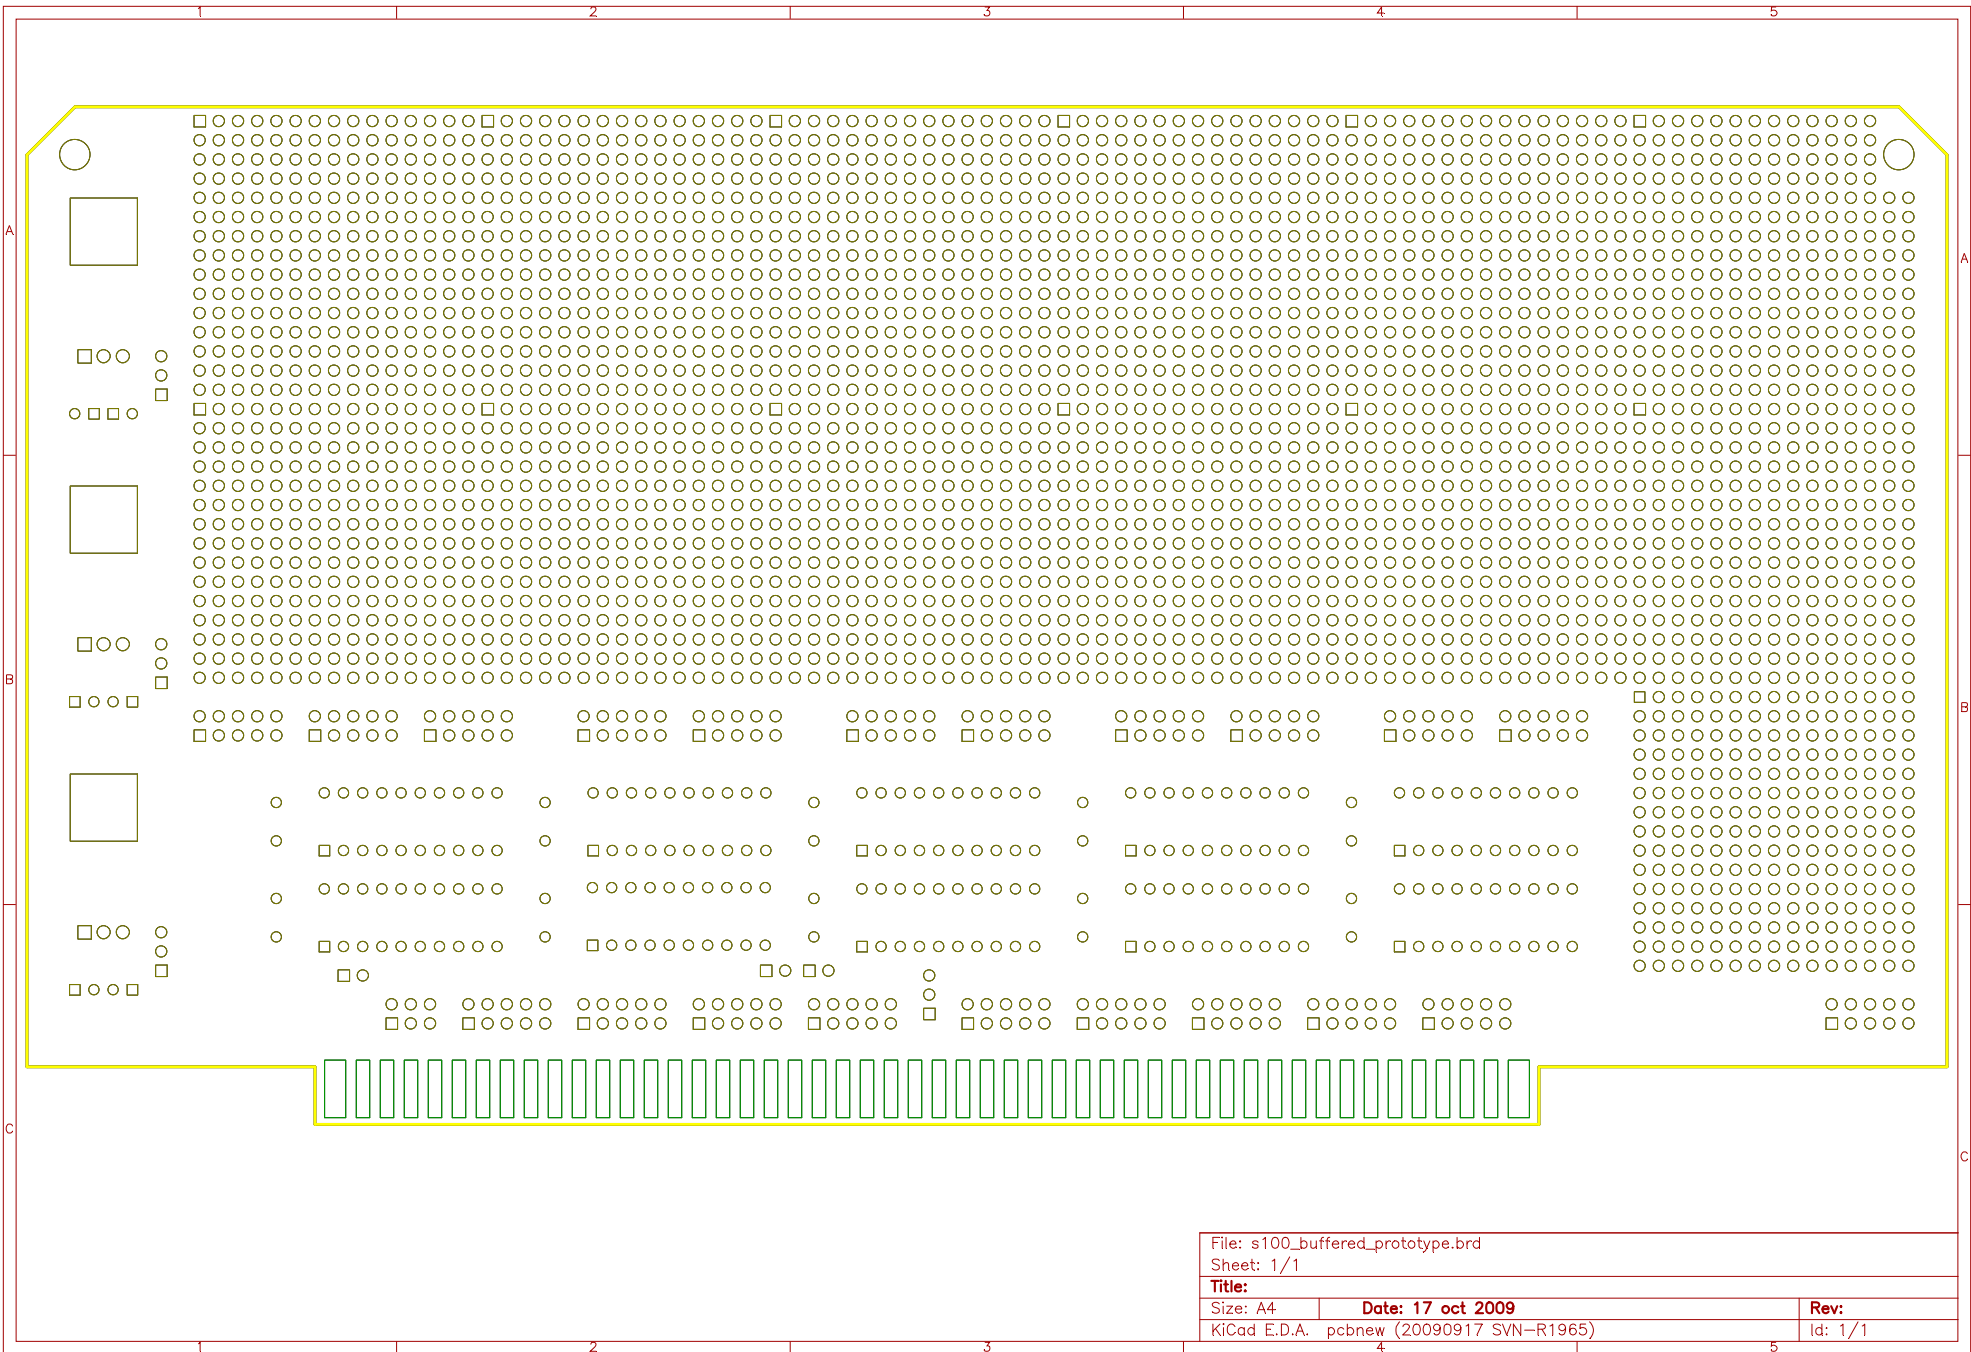 1 2 3 4 5
A A
B B
C C
File: s100_buffered_prototype.brd
Sheet: 1/1
Title:
Size: A4 Date: 17 oct 2009 Rev:
KiCad E.D.A. pcbnew (20090917 SVN-R1965) Id: 1/1
1 2 3 4 5